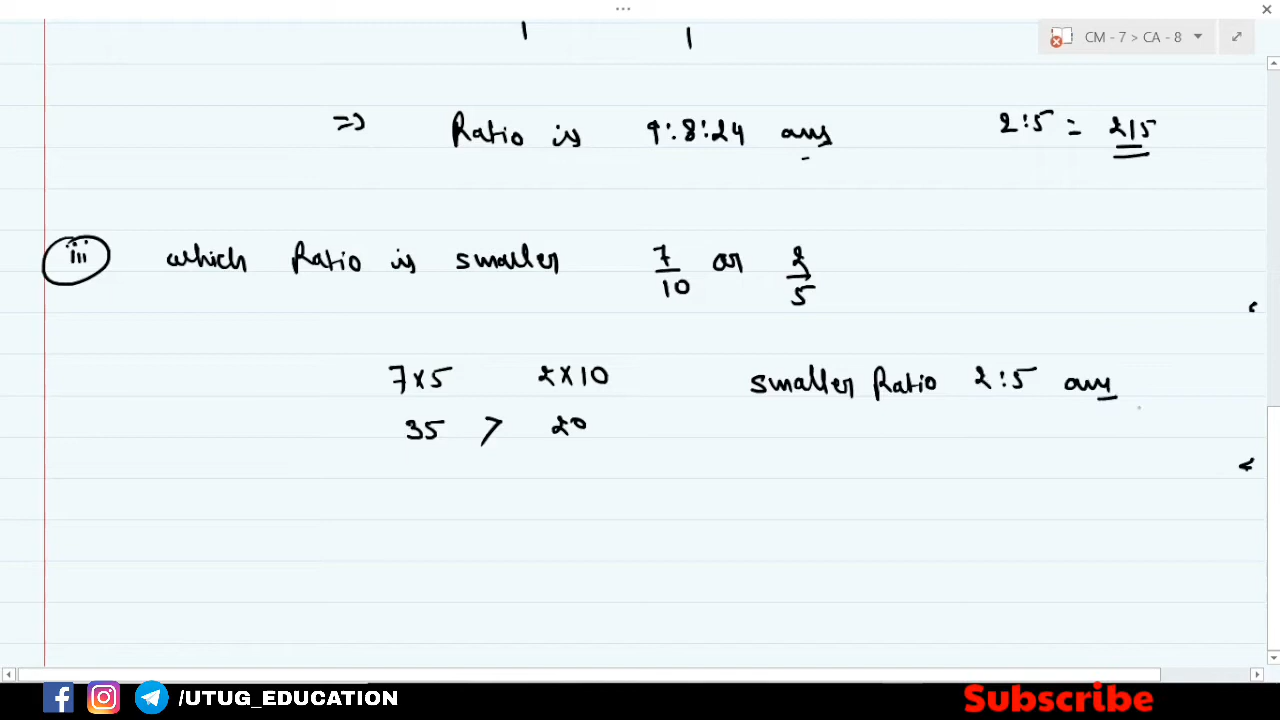 CM - 7 > CA - 8
=> Ratio is 9:8:24 ans 2:5 = 2/5
iii which Ratio is smaller 7/10 or 2/5
7x5 2x10 smaller Ratio 2:5 ans
35 > 20
/UTUG_EDUCATION Subscribe